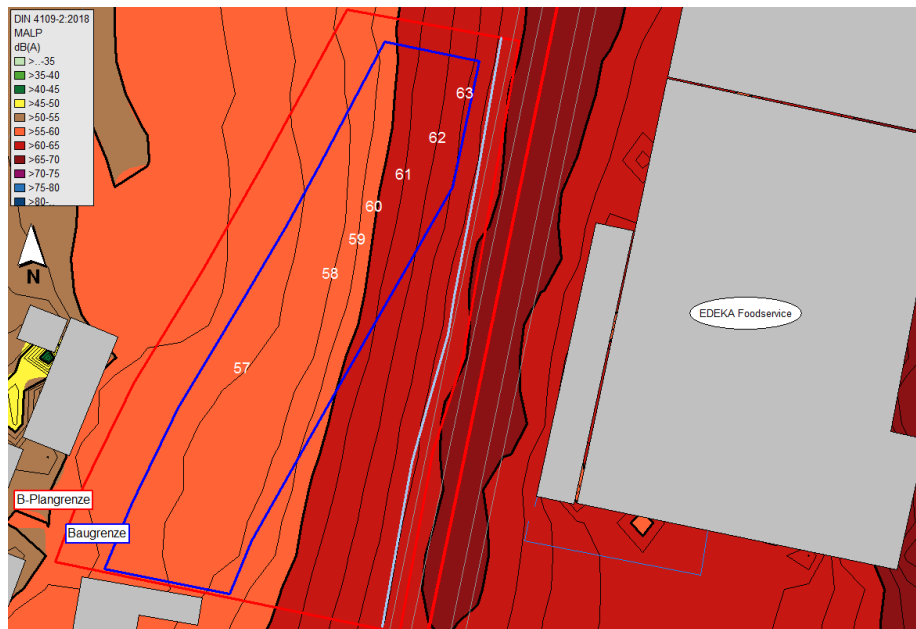 DIN 4109-2:2018
MALP
dB(A)
>..-35
>35-40
>40-45
>45-50
>50-55
>55-60
>60-65
>65-70
>70-75
>75-80
>80-..
N
63
62
61
60
59
58
57
EDEKA Foodservice
B-Plangrenze
Baugrenze